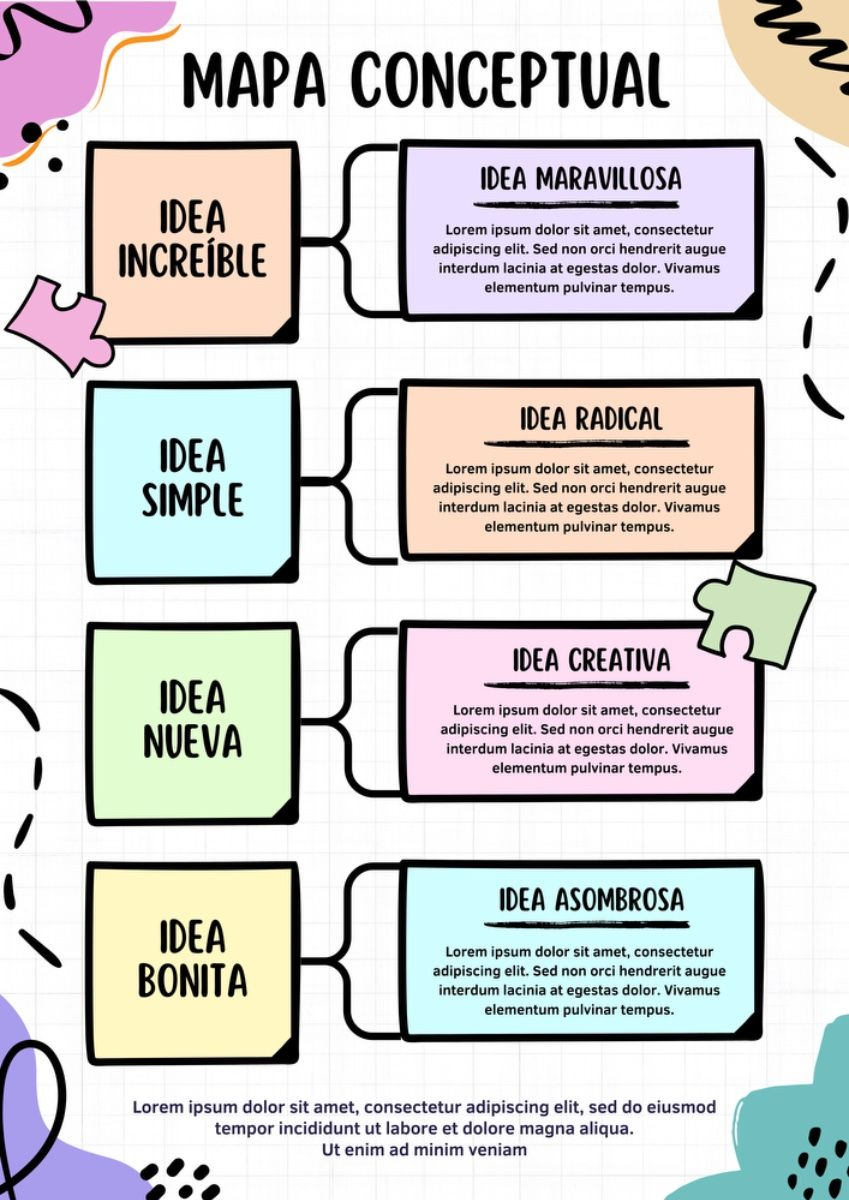 MAPA CONCEPTUAL
IDEA
INCREÍBLE
IDEA MARAVILLOSA
Lorem ipsum dolor sit amet, consectetur
adipiscing elit. Sed non orci hendrerit augue
interdum lacinia at egestas dolor. Vivamus
elementum pulvinar tempus.
IDEA
SIMPLE
IDEA RADICAL
Lorem ipsum dolor sit amet, consectetur
adipiscing elit. Sed non orci hendrerit augue
interdum lacinia at egestas dolor. Vivamus
elementum pulvinar tempus.
IDEA
NUEVA
IDEA CREATIVA
Lorem ipsum dolor sit amet, consectetur
adipiscing elit. Sed non orci hendrerit augue
interdum lacinia at egestas dolor. Vivamus
elementum pulvinar tempus.
IDEA
BONITA
IDEA ASOMBROSA
Lorem ipsum dolor sit amet, consectetur
adipiscing elit. Sed non orci hendrerit augue
interdum lacinia at egestas dolor. Vivamus
elementum pulvinar tempus.
Lorem ipsum dolor sit amet, consectetur adipiscing elit, sed do eiusmod
tempor incididunt ut labore et dolore magna aliqua.
Ut enim ad minim veniam